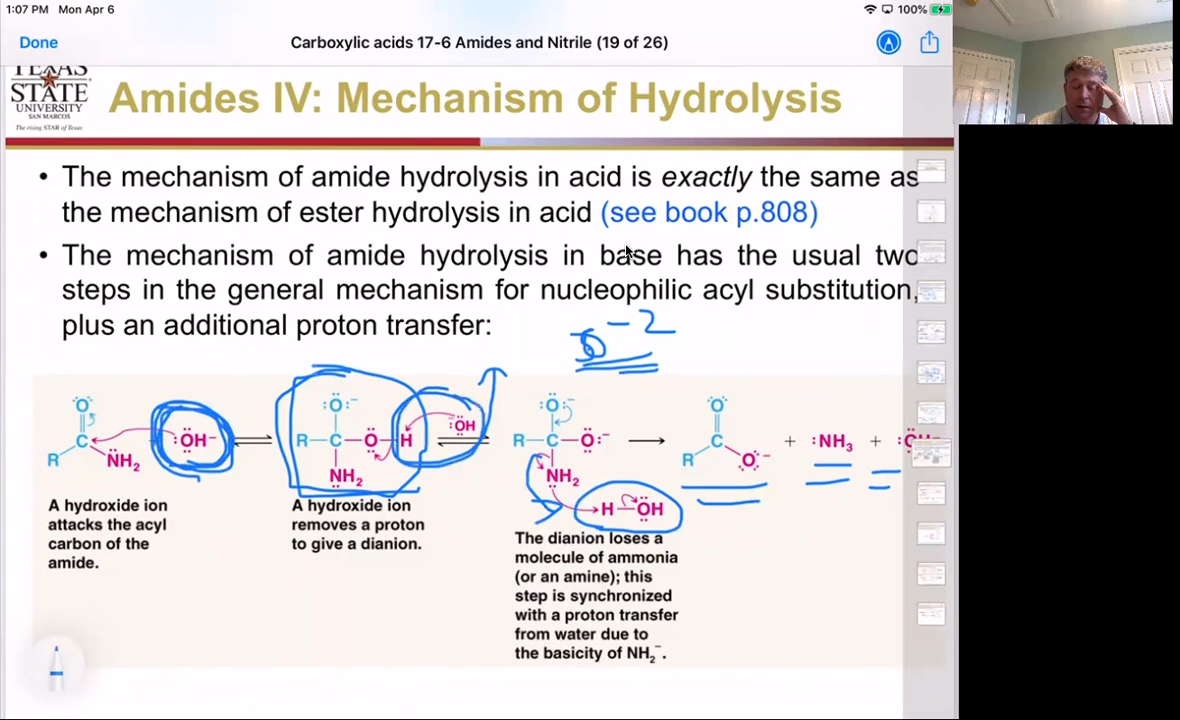 1:07 PM Mon Apr 6
100%
Done
Carboxylic acids 17-6 Amides and Nitrile (19 of 26)
TEXAS
STATE
UNIVERSITY
SAN MARCOS
The rising STAR of Texas
Amides IV: Mechanism of Hydrolysis
• The mechanism of amide hydrolysis in acid is exactly the same as
the mechanism of ester hydrolysis in acid (see book p.808)
• The mechanism of amide hydrolysis in base has the usual two
steps in the general mechanism for nucleophilic acyl substitution,
plus an additional proton transfer:
-2
:O: :O:⁻ :O:⁻ :O:
C :ÖH⁻ R—C—Ö—H ⁻:ÖH R—C—Ö:⁻ C + :NH₃ +
R N̈H₂ NH₂ NH₂ R O:⁻
H—ÖH
A hydroxide ion
attacks the acyl
carbon of the
amide.
A hydroxide ion
removes a proton
to give a dianion.
The dianion loses a
molecule of ammonia
(or an amine); this
step is synchronized
with a proton transfer
from water due to
the basicity of NH₂⁻.